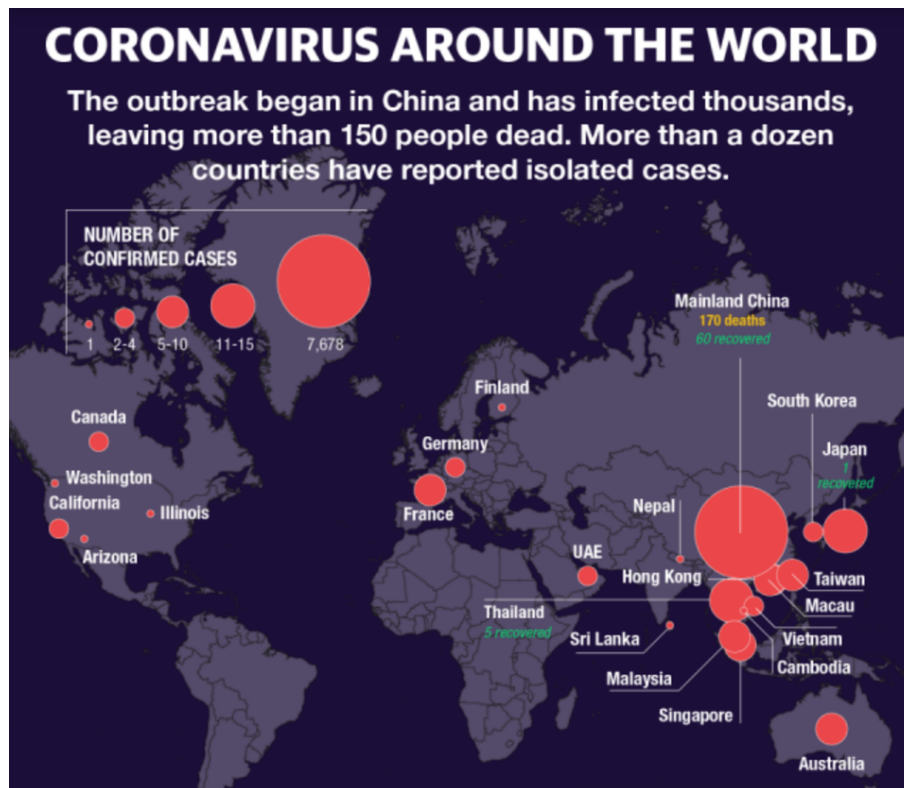 CORONAVIRUS AROUND THE WORLD
The outbreak began in China and has infected thousands,
leaving more than 150 people dead. More than a dozen
countries have reported isolated cases.
NUMBER OF
CONFIRMED CASES
1
2-4
5-10
11-15
7,678
Mainland China
170 deaths
60 recovered
Finland
South Korea
Canada
Germany
Japan
1
recovered
Washington
California
Illinois
France
Nepal
Arizona
UAE
Hong Kong
Taiwan
Thailand
5 recovered
Macau
Sri Lanka
Vietnam
Cambodia
Malaysia
Singapore
Australia